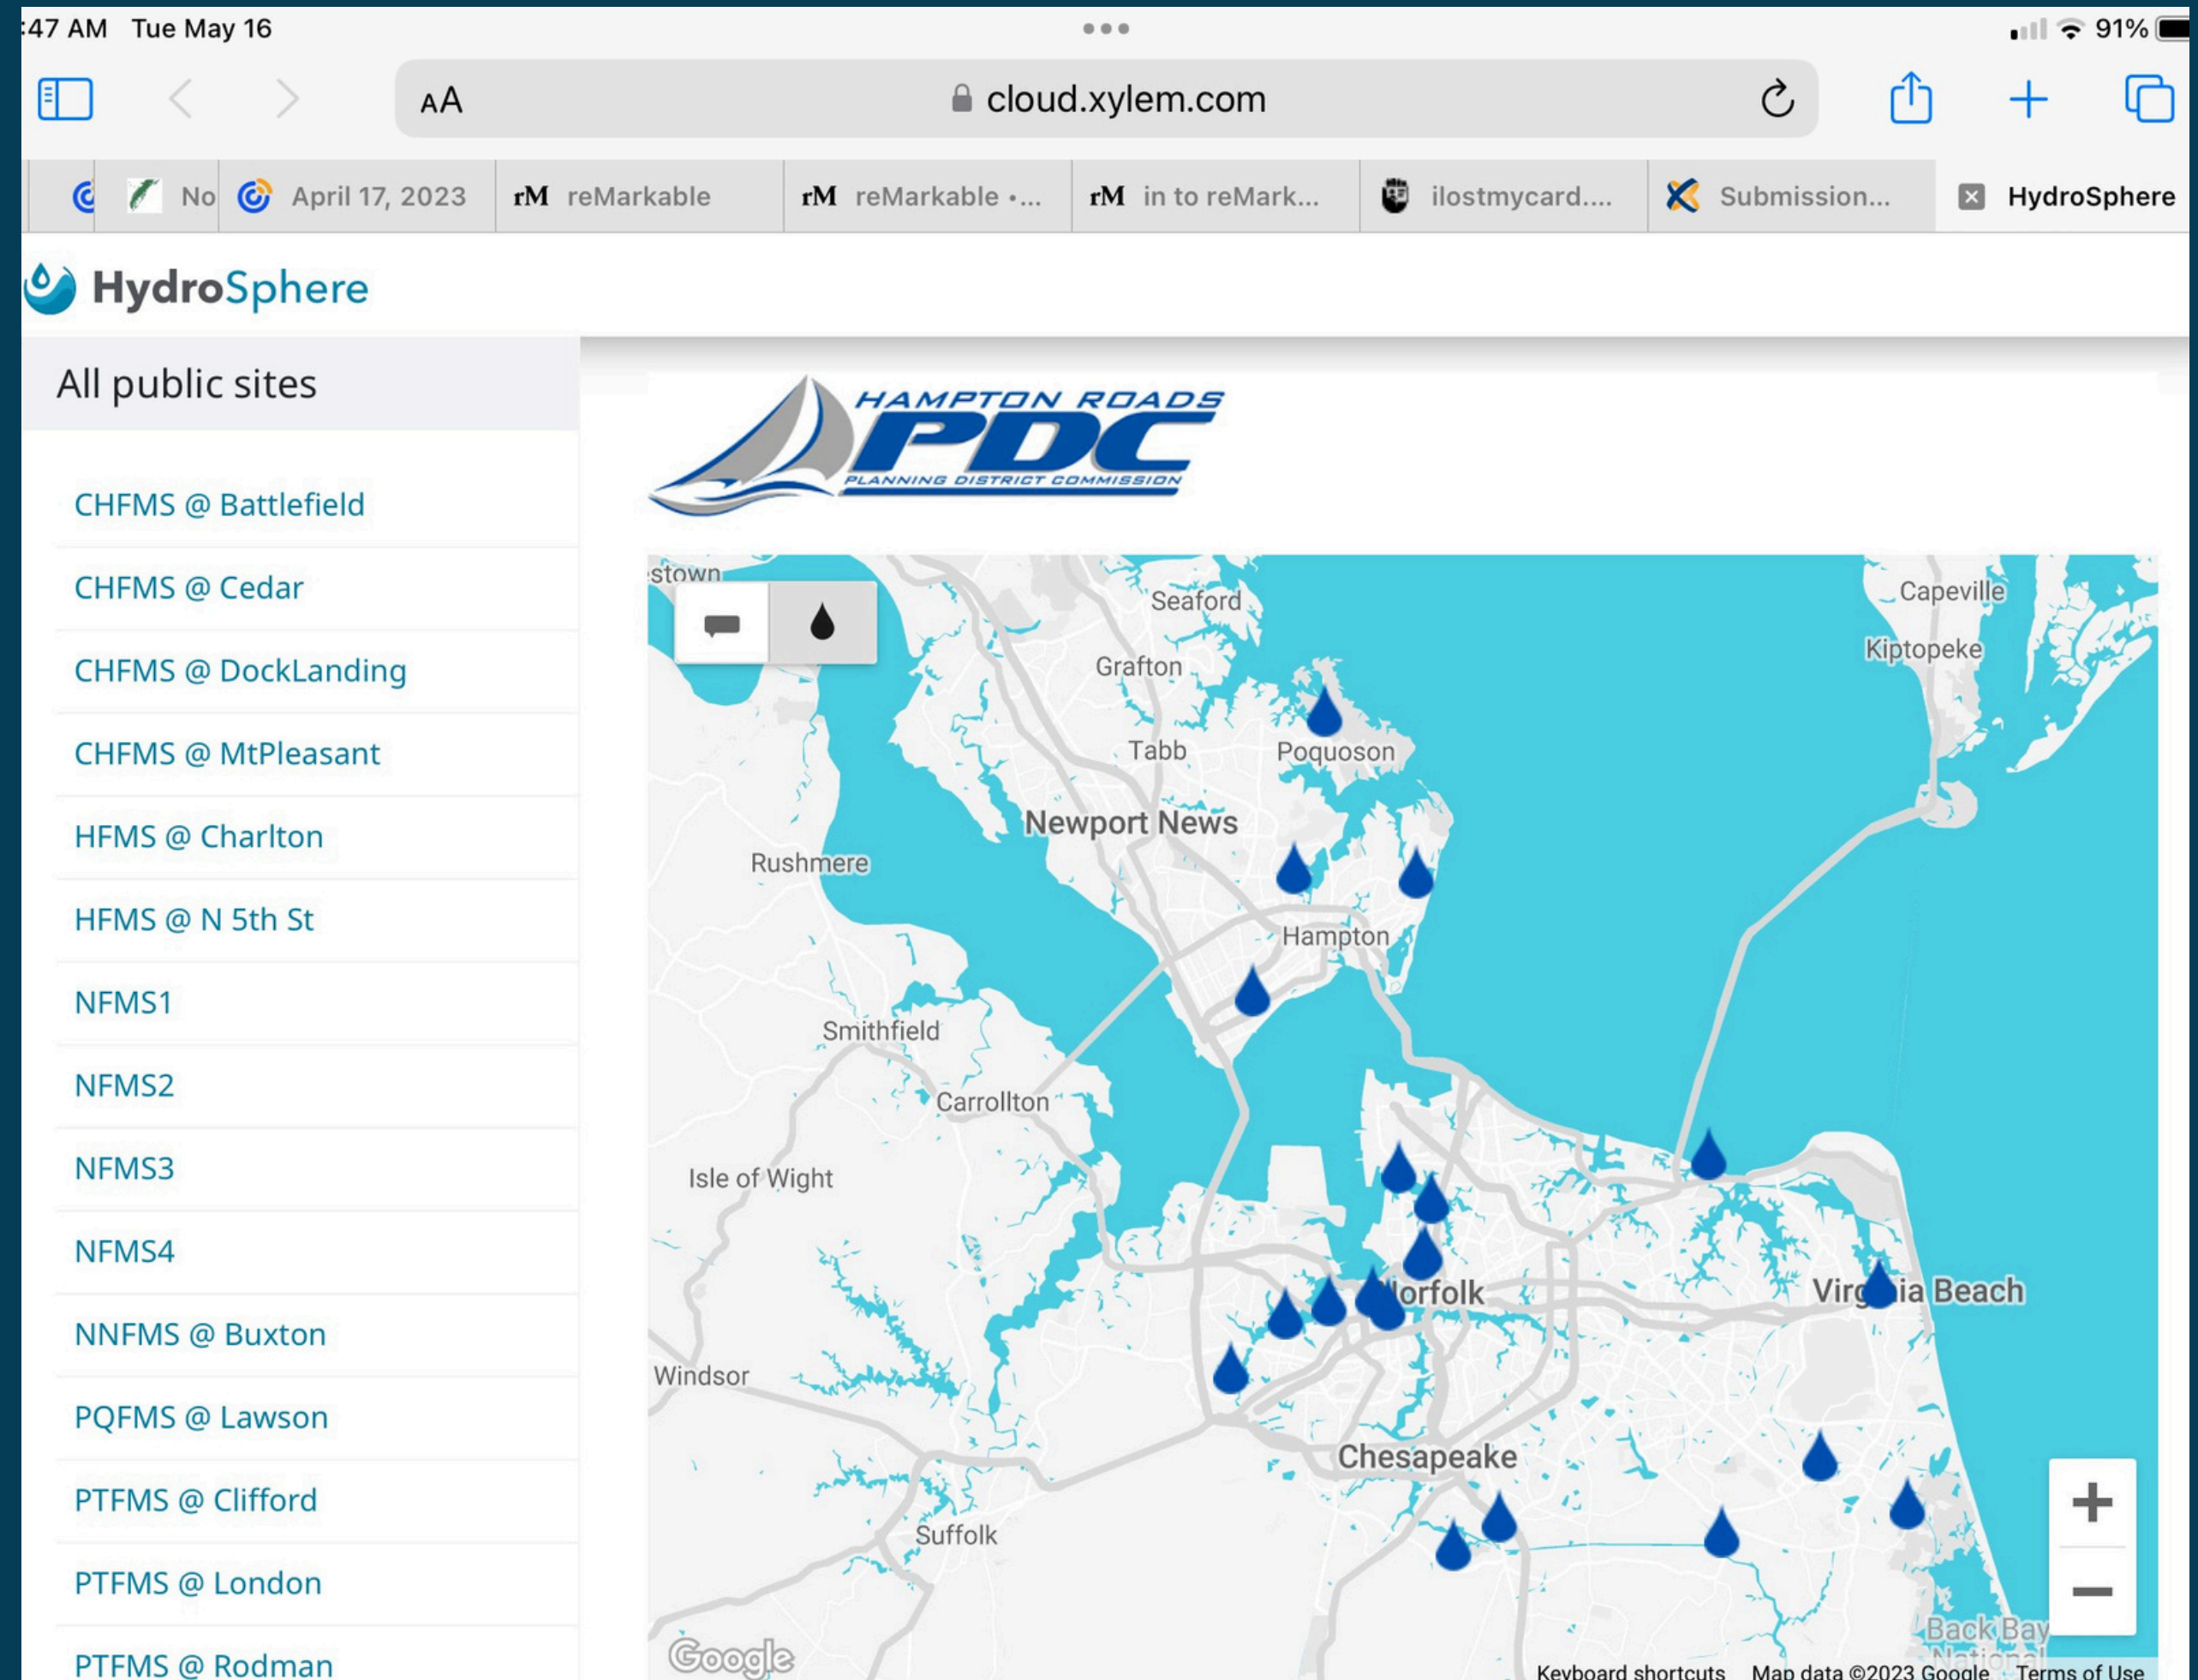 :47 AM Tue May 16
91%
AA
cloud.xylem.com
No
April 17, 2023
rM reMarkable
rM reMarkable •...
rM in to reMark...
ilostmycard....
Submission...
HydroSphere
HydroSphere
All public sites
CHFMS @ Battlefield
CHFMS @ Cedar
CHFMS @ DockLanding
CHFMS @ MtPleasant
HFMS @ Charlton
HFMS @ N 5th St
NFMS1
NFMS2
NFMS3
NFMS4
NNFMS @ Buxton
PQFMS @ Lawson
PTFMS @ Clifford
PTFMS @ London
PTFMS @ Rodman
HAMPTON ROADS
PDC
PLANNING DISTRICT COMMISSION
stown
Seaford
Capeville
Kiptopeke
Grafton
Tabb
Poquoson
Newport News
Rushmere
Hampton
Smithfield
Carrollton
Isle of Wight
Norfolk
Virginia Beach
Windsor
Chesapeake
Suffolk
Back Bay
National
Google
Keyboard shortcuts
Map data ©2023 Google
Terms of Use